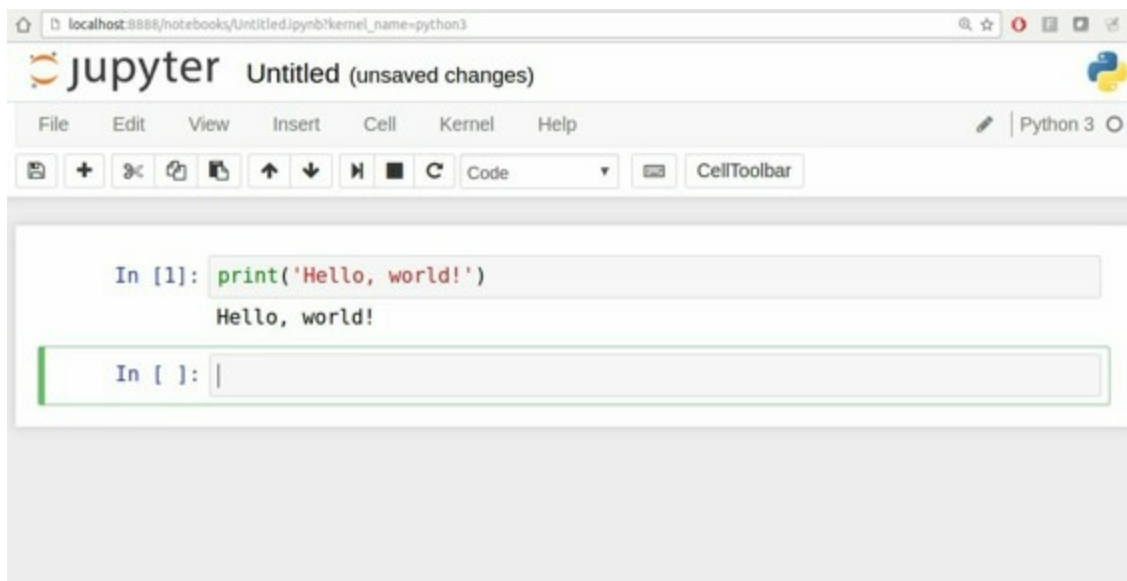 localhost:8888/notebooks/Untitled.ipynb?kernel_name=python3
jupyter Untitled (unsaved changes)
File Edit View Insert Cell Kernel Help Python 3
Code CellToolbar
In [1]: print('Hello, world!')
Hello, world!
In [ ]: